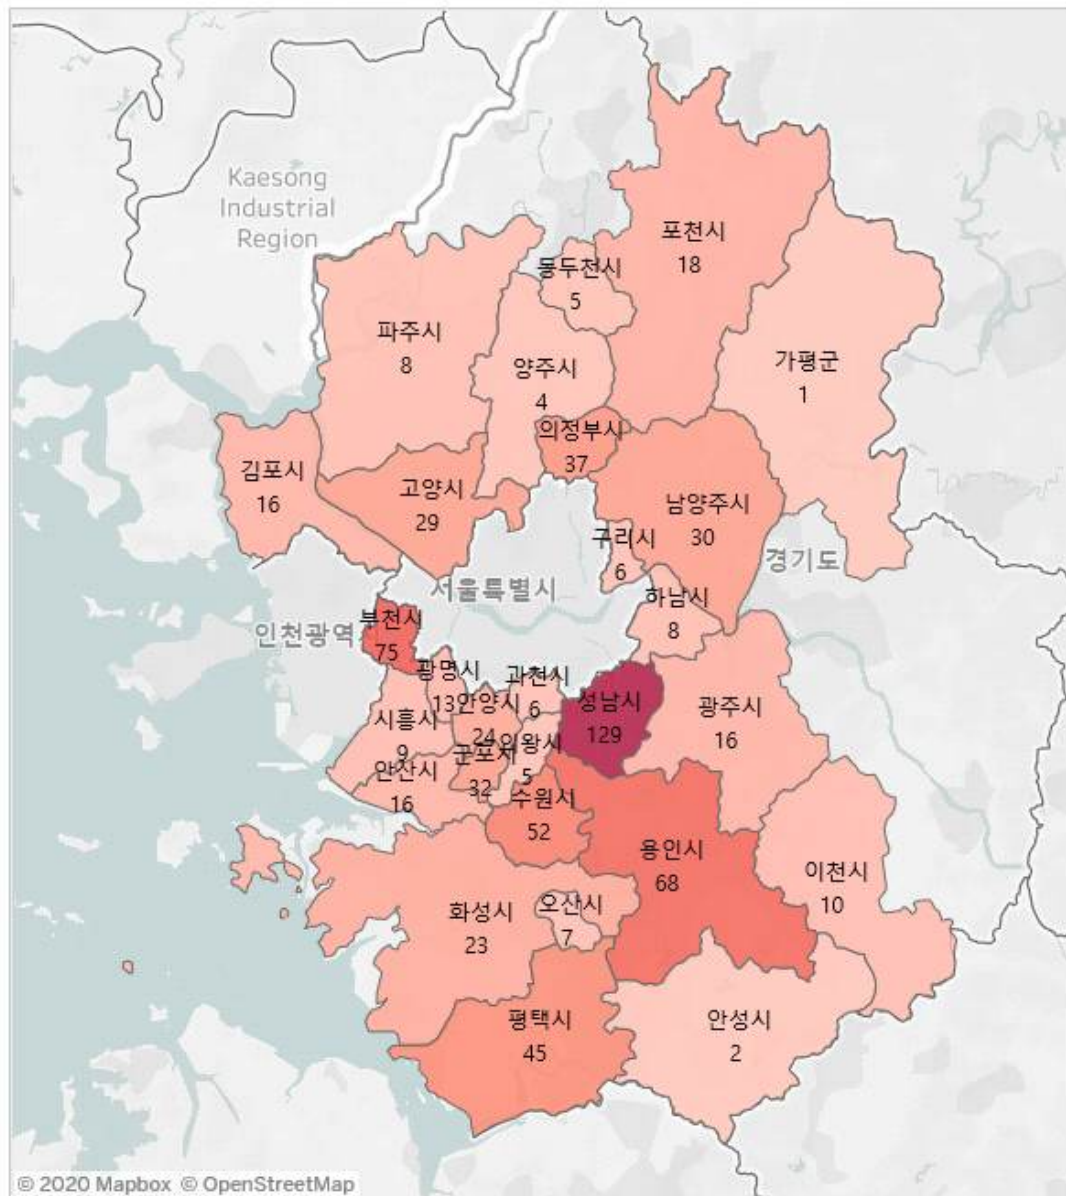 Kaesong
Industrial
Region
포천시
18
동두천시
5
파주시
8
양주시
4
가평군
1
의정부시
37
김포시
16
고양시
29
남양주시
30
구리시
6
경기도
서울특별시
하남시
8
인천광역
부천시
75
광명시
13
과천시
6
안양시
24
성남시
129
광주시
16
시흥시
9
의왕시
5
군포시
32
안산시
16
수원시
52
용인시
68
이천시
10
화성시
23
오산시
7
평택시
45
안성시
2
© 2020 Mapbox © OpenStreetMap